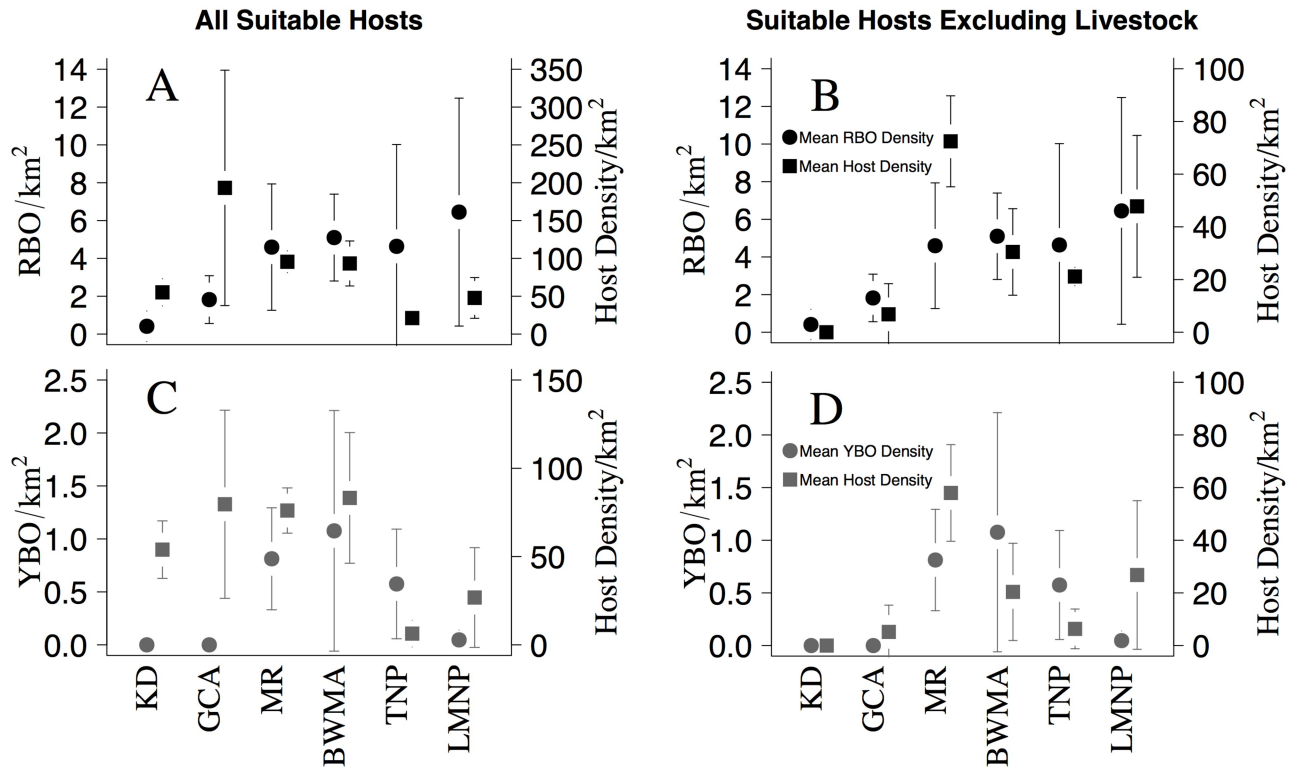 All Suitable Hosts
Suitable Hosts Excluding Livestock
A
RBO/km2
14
12
10
8
6
4
2
0
350
300
250
200
150
100
50
0
Host Density/km2
B
RBO/km2
14
12
10
8
6
4
2
0
Mean RBO Density
Mean Host Density
100
80
60
40
20
0
Host Density/km2
C
YBO/km2
2.5
2.0
1.5
1.0
0.5
0.0
150
100
50
0
Host Density/km2
KD
GCA
MR
BWMA
TNP
LMNP
D
YBO/km2
2.5
2.0
1.5
1.0
0.5
0.0
Mean YBO Density
Mean Host Density
100
80
60
40
20
0
Host Density/km2
KD
GCA
MR
BWMA
TNP
LMNP